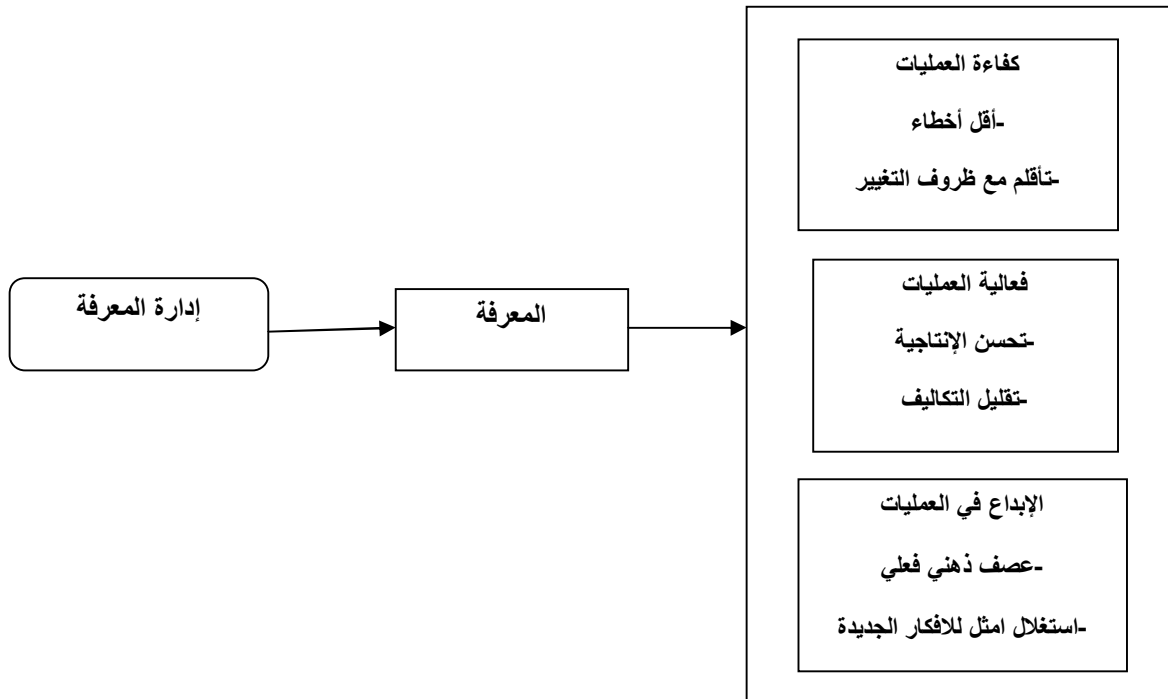 كفاءة العمليات
-أقل أخطاء
-تأقلم مع ظروف التغيير
إدارة المعرفة
المعرفة
فعالية العمليات
-تحسن الإنتاجية
-تقليل التكاليف
الإبداع في العمليات
-عصف ذهني فعلي
-استغلال امثل للافكار الجديدة